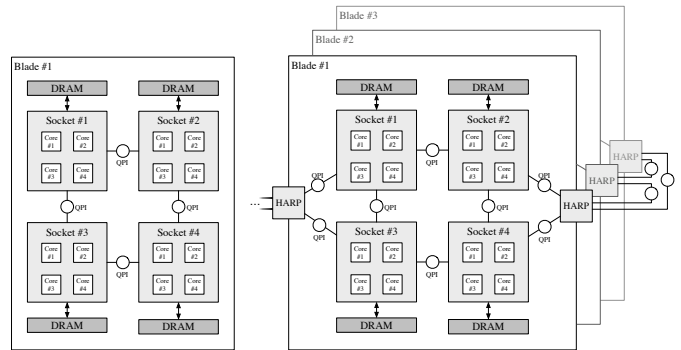 Blade #1
DRAM
DRAM
Socket #1
Core
#1
Core
#2
Core
#3
Core
#4
QPI
Socket #2
Core
#1
Core
#2
Core
#3
Core
#4
QPI
QPI
Socket #3
Core
#1
Core
#2
Core
#3
Core
#4
QPI
Socket #4
Core
#1
Core
#2
Core
#3
Core
#4
DRAM
DRAM
Blade #3
Blade #2
Blade #1
DRAM
DRAM
Socket #1
Core
#1
Core
#2
Core
#3
Core
#4
QPI
Socket #2
Core
#1
Core
#2
Core
#3
Core
#4
QPI
QPI
HARP
HARP
HARP
...
HARP
QPI
QPI
QPI
Socket #3
Core
#1
Core
#2
Core
#3
Core
#4
QPI
Socket #4
Core
#1
Core
#2
Core
#3
Core
#4
QPI
DRAM
DRAM